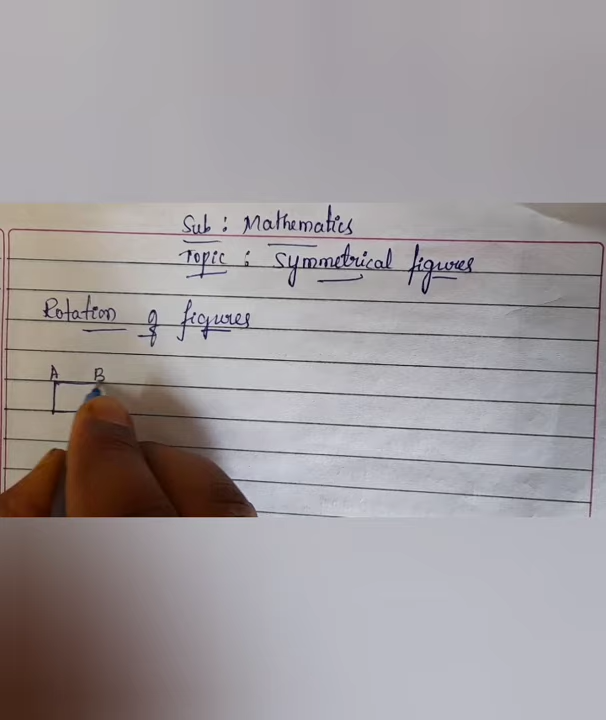 Sub : Mathematics
Topic : Symmetrical figures
Rotation of figures
A B